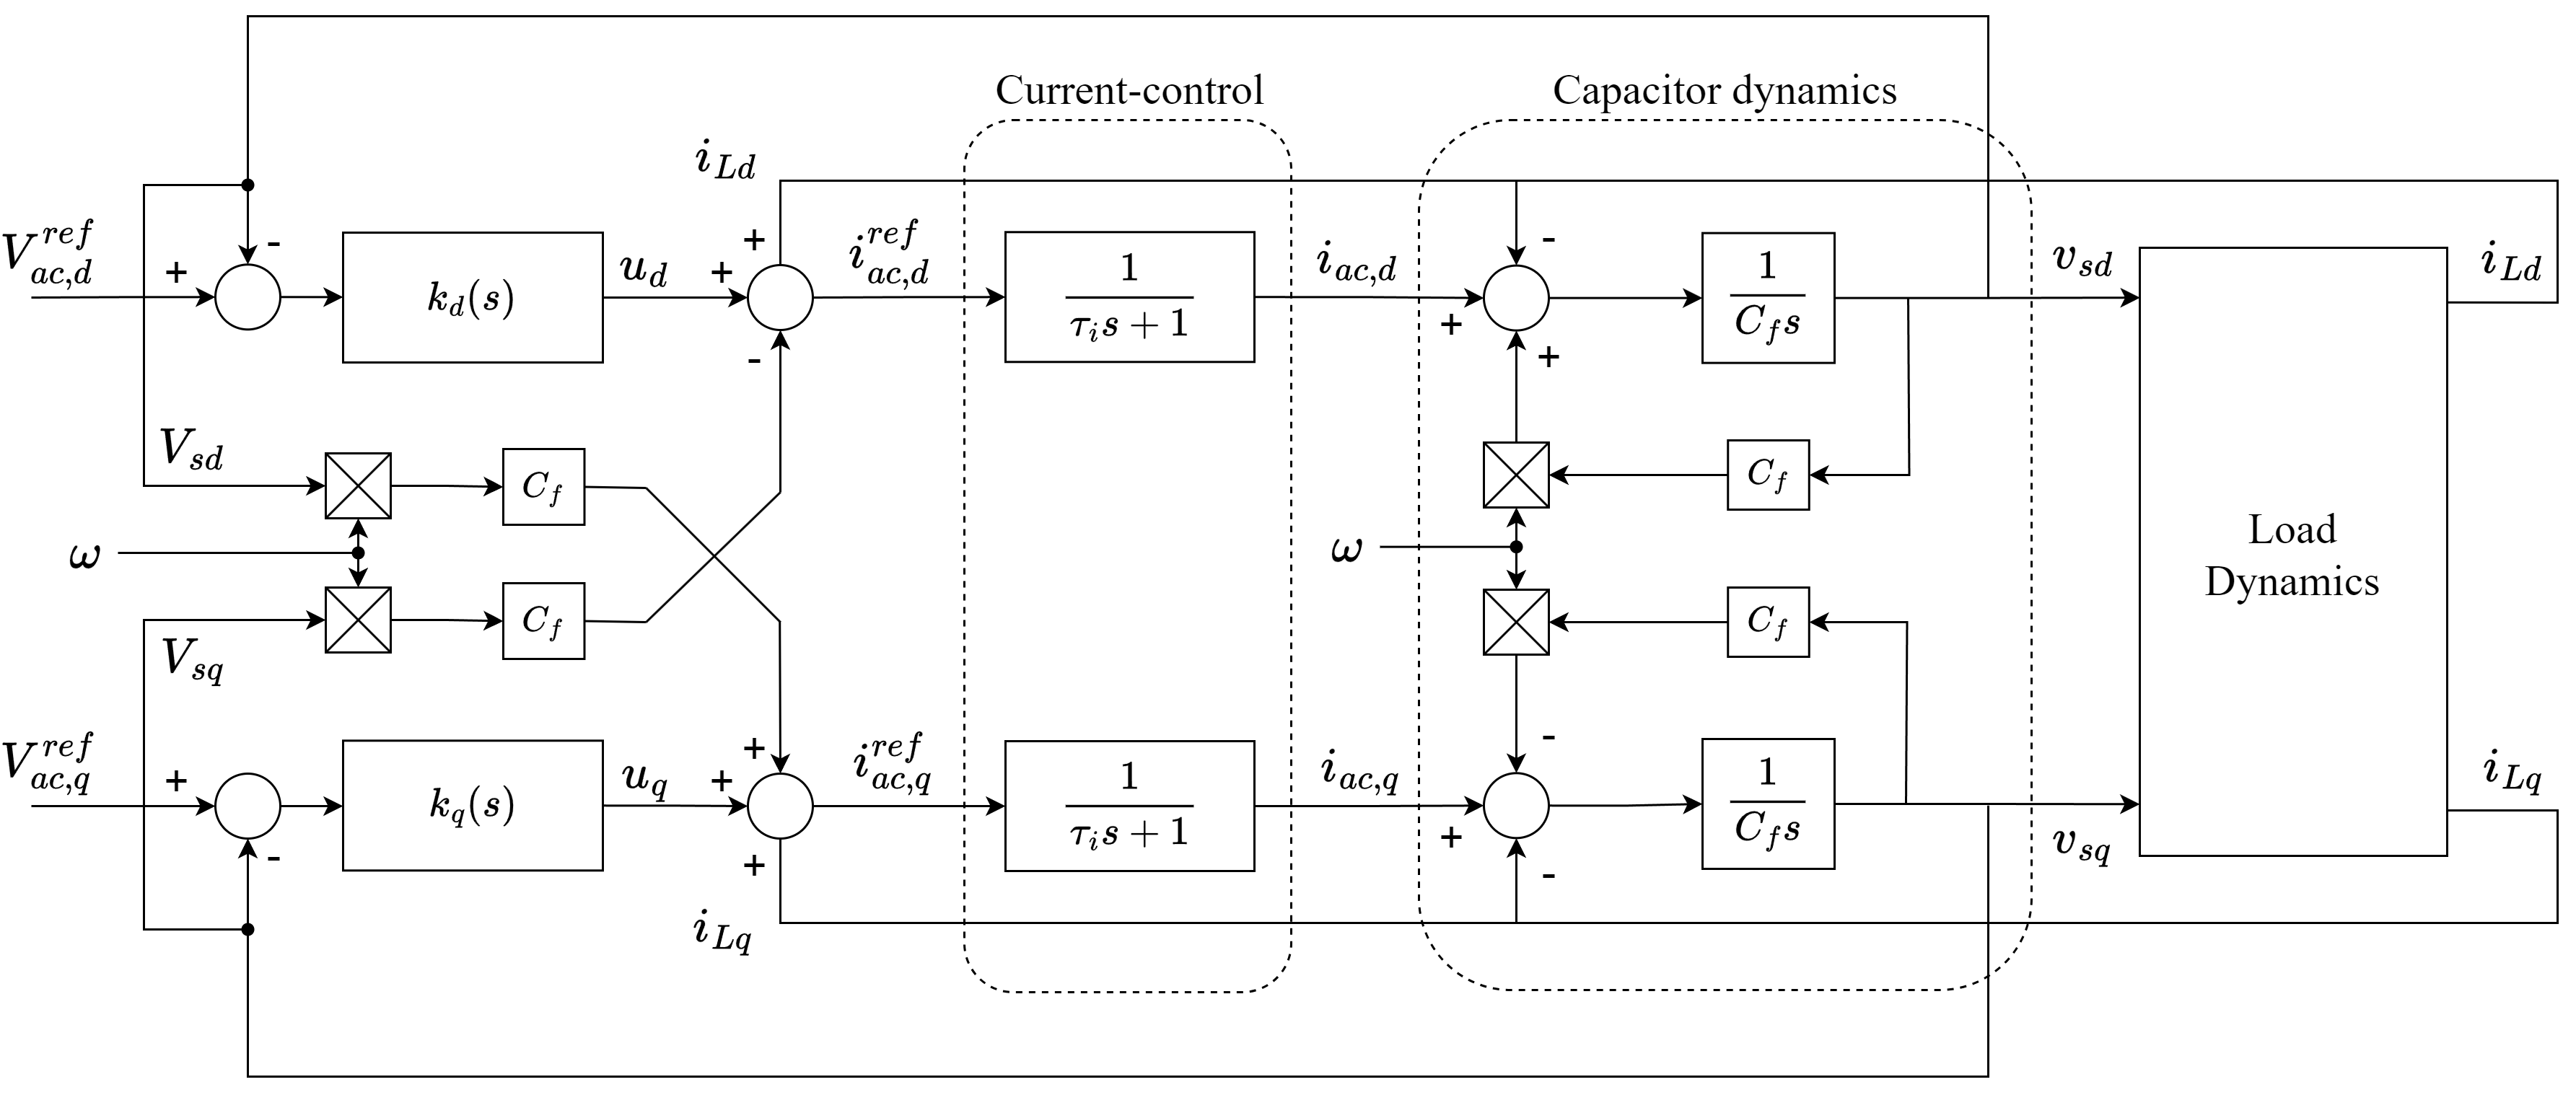 Current-control
Capacitor dynamics
i_{Ld}
V_{ac,d}^{ref}
+
-
k_d(s)
u_d
+
+
-
i_{ac,d}^{ref}
\frac{1}{\tau_i s + 1}
i_{ac,d}
+
-
+
\frac{1}{C_f s}
v_{sd}
i_{Ld}
V_{sd}
C_f
C_f
ω
ω
Load
Dynamics
V_{sq}
C_f
C_f
V_{ac,q}^{ref}
+
-
k_q(s)
u_q
+
+
+
i_{ac,q}^{ref}
\frac{1}{\tau_i s + 1}
i_{ac,q}
+
-
-
\frac{1}{C_f s}
v_{sq}
i_{Lq}
i_{Lq}